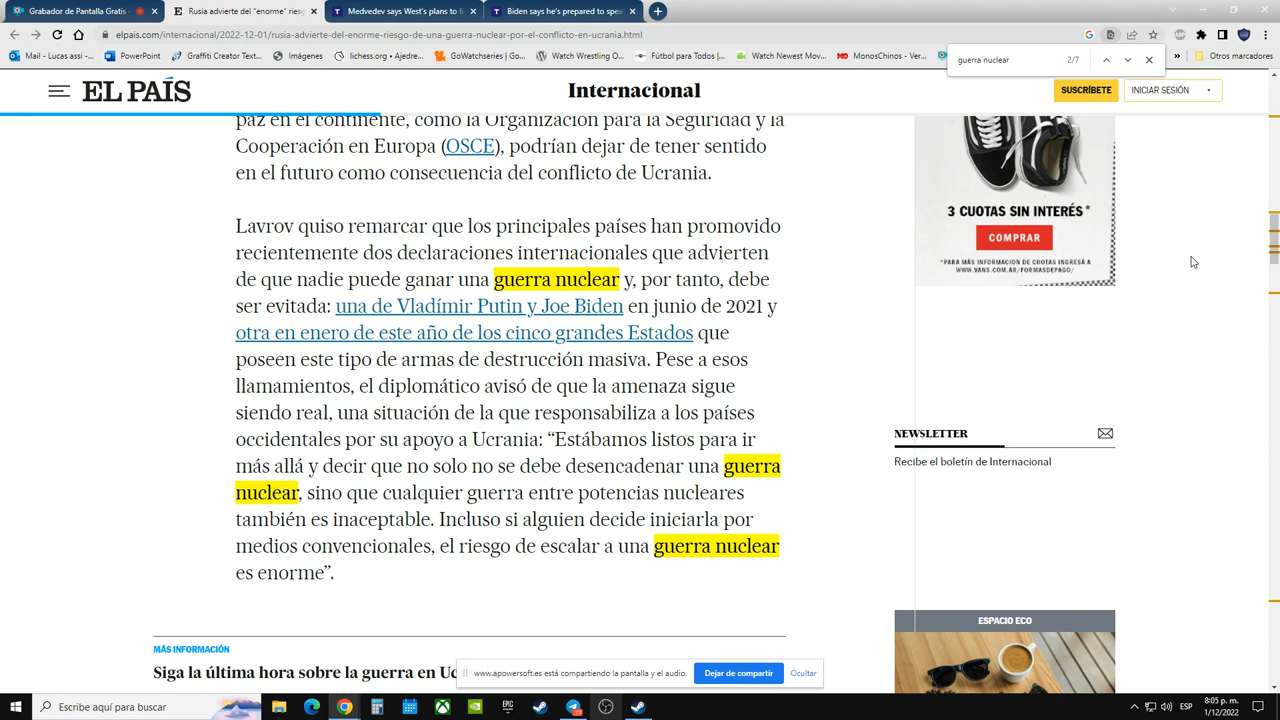 Grabador de Pantalla Gratis -
Rusia advierte del "enorme" riesg
Medvedev says West's plans to fi
Biden says he's prepared to spea
elpais.com/internacional/2022-12-01/rusia-advierte-del-enorme-riesgo-de-una-guerra-nuclear-por-el-conflicto-en-ucrania.html
Mail - Lucas assi - ...
PowerPoint
Graffiti Creator Text...
Imágenes
lichess.org • Ajedre...
GoWatchseries | Go...
Watch Wrestling O...
Fútbol para Todos |...
Watch Newest Mov...
MonosChinos - Ver...
»
Otros marcadores
guerra nuclear 2/7
EL PAÍS
Internacional
SUSCRÍBETE
INICIAR SESIÓN
paz en el continente, como la Organización para la Seguridad y la
Cooperación en Europa (OSCE), podrían dejar de tener sentido
en el futuro como consecuencia del conflicto de Ucrania.
Lavrov quiso remarcar que los principales países han promovido
recientemente dos declaraciones internacionales que advierten
de que nadie puede ganar una guerra nuclear y, por tanto, debe
ser evitada: una de Vladímir Putin y Joe Biden en junio de 2021 y
otra en enero de este año de los cinco grandes Estados que
poseen este tipo de armas de destrucción masiva. Pese a esos
llamamientos, el diplomático avisó de que la amenaza sigue
siendo real, una situación de la que responsabiliza a los países
occidentales por su apoyo a Ucrania: “Estábamos listos para ir
más allá y decir que no solo no se debe desencadenar una guerra
nuclear, sino que cualquier guerra entre potencias nucleares
también es inaceptable. Incluso si alguien decide iniciarla por
medios convencionales, el riesgo de escalar a una guerra nuclear
es enorme”.
MÁS INFORMACIÓN
Siga la última hora sobre la guerra en Uc
3 CUOTAS SIN INTERÉS*
COMPRAR
*PARA MÁS INFORMACION DE CUOTAS INGRESÁ A
WWW.VANS.COM.AR/FORMASDEPAGO/
NEWSLETTER
Recibe el boletín de Internacional
ESPACIO ECO
www.apowersoft.es está compartiendo la pantalla y el audio.
Dejar de compartir
Ocultar
Escribe aquí para buscar
EPIC
ESP
8:05 p. m.
1/12/2022